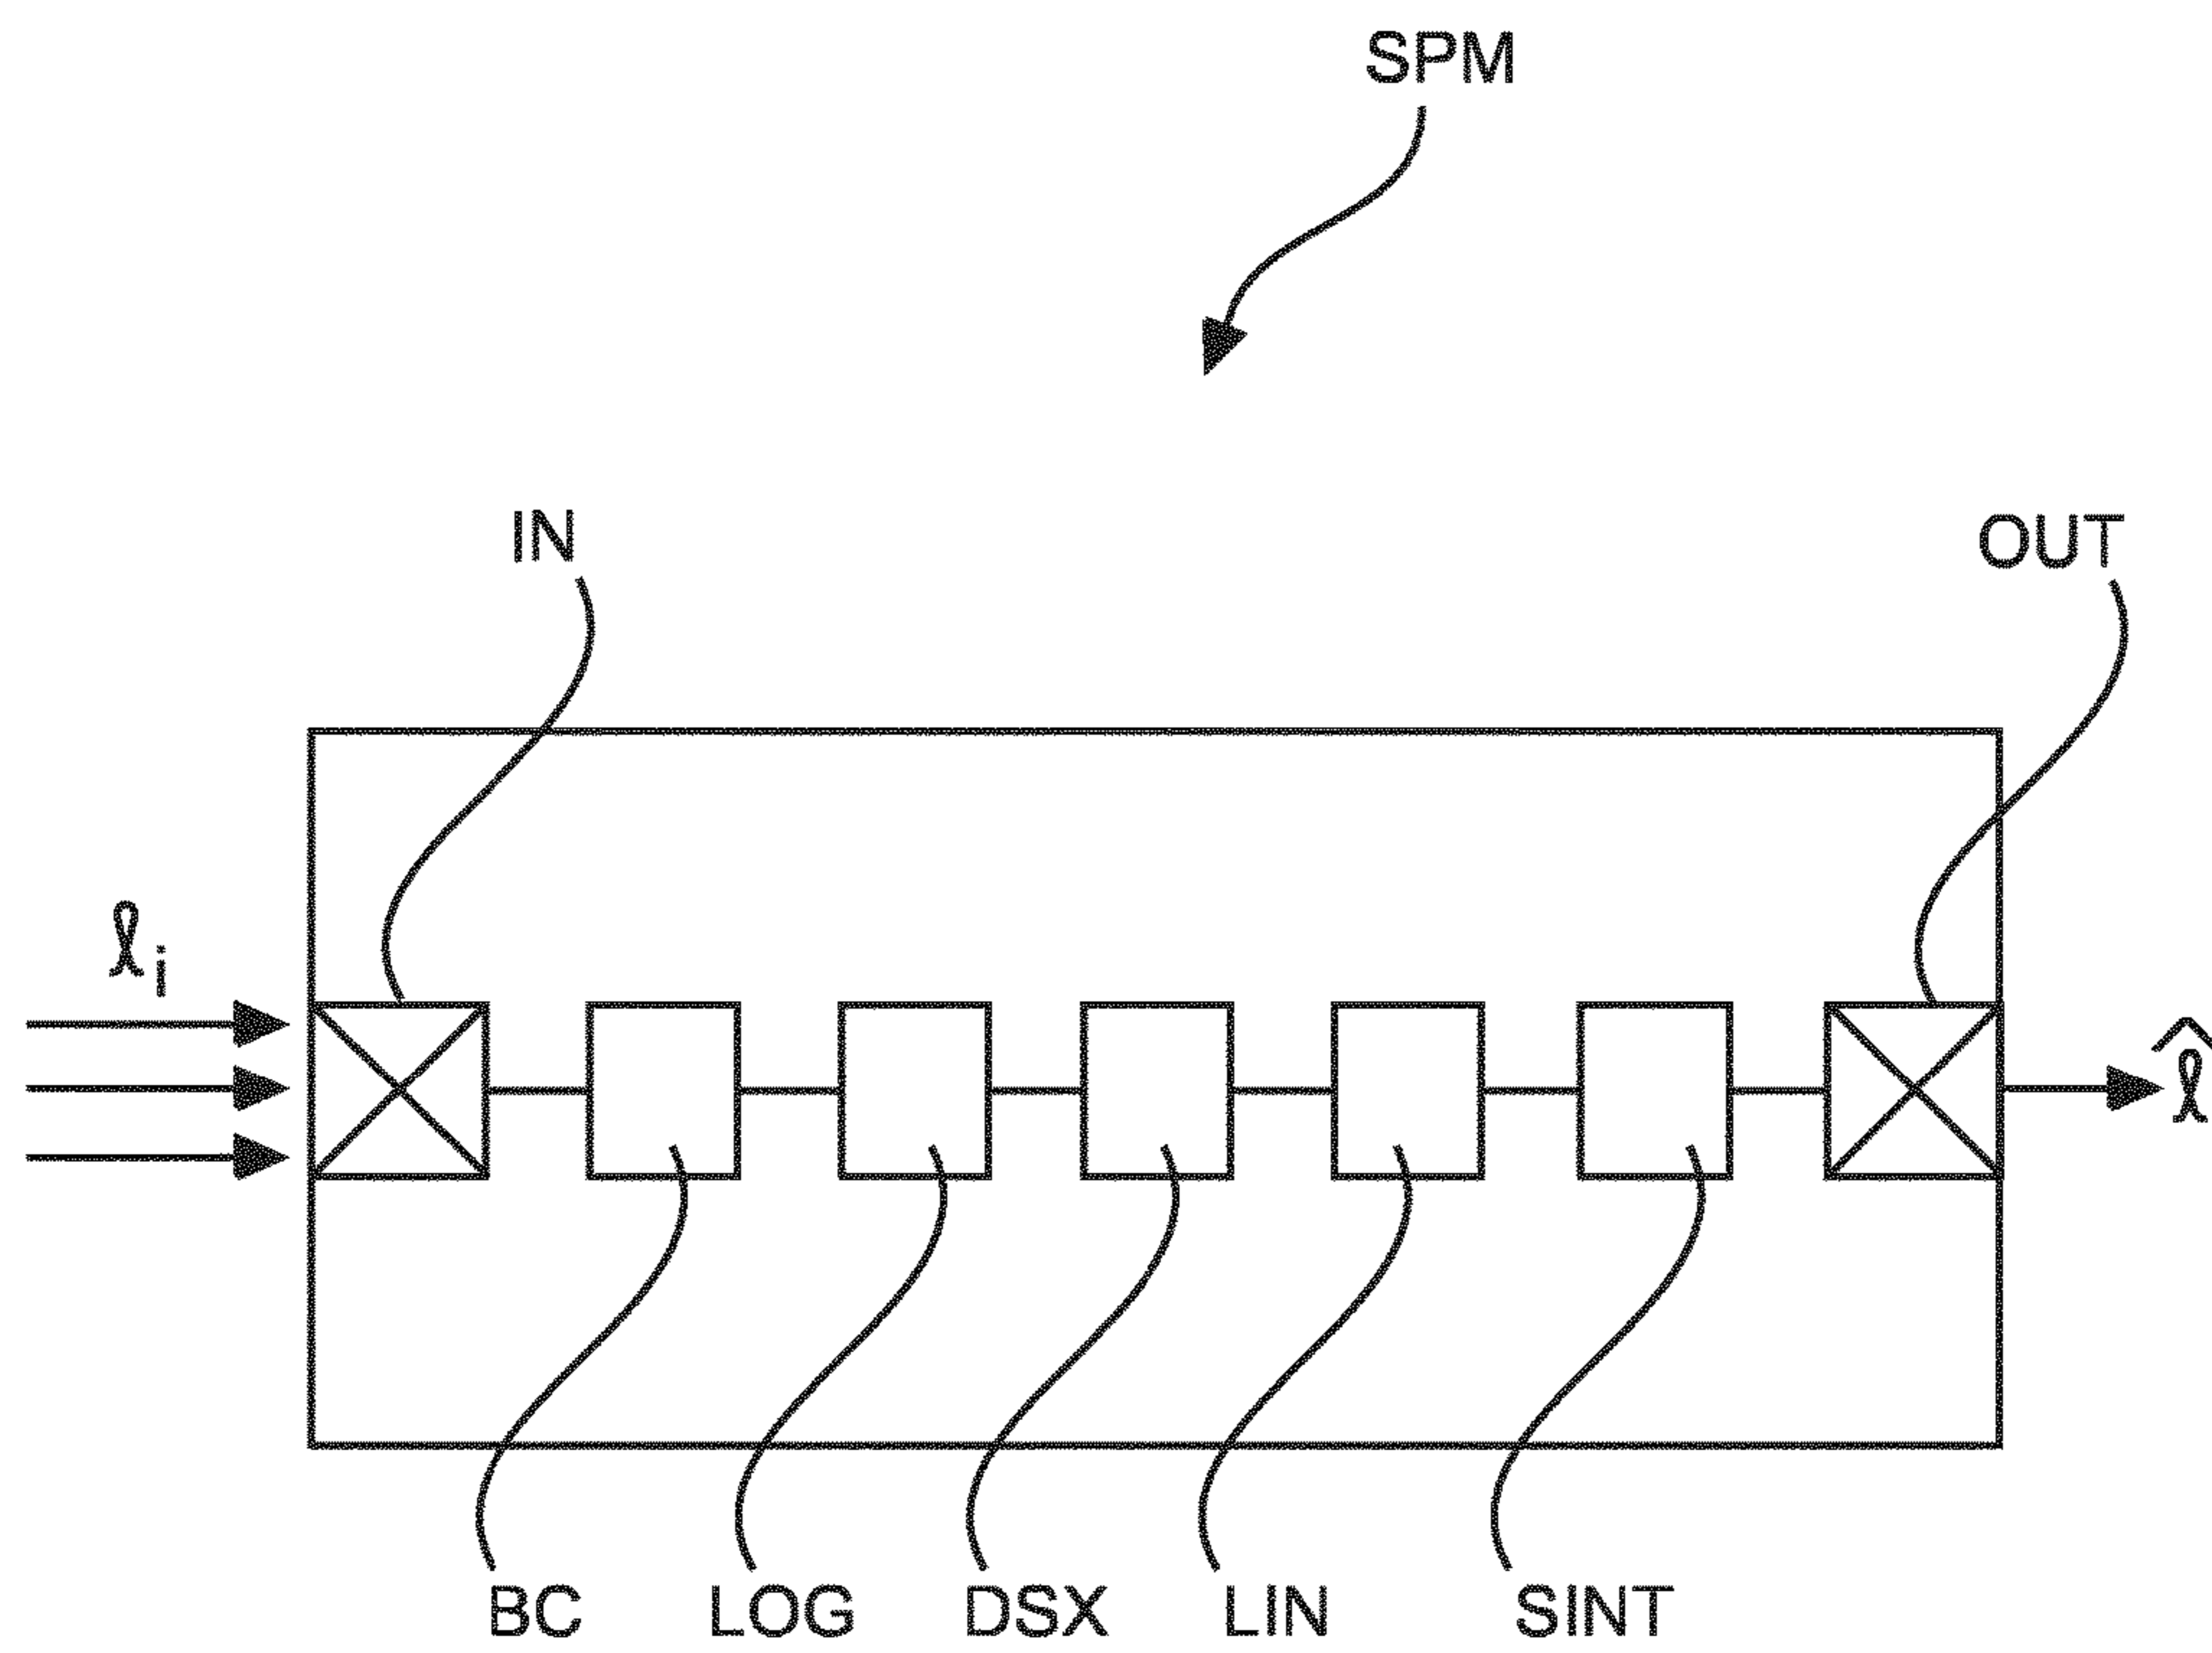 SPM
IN OUT
ℓi
ℓ̂
BC LOG DSX LIN SINT